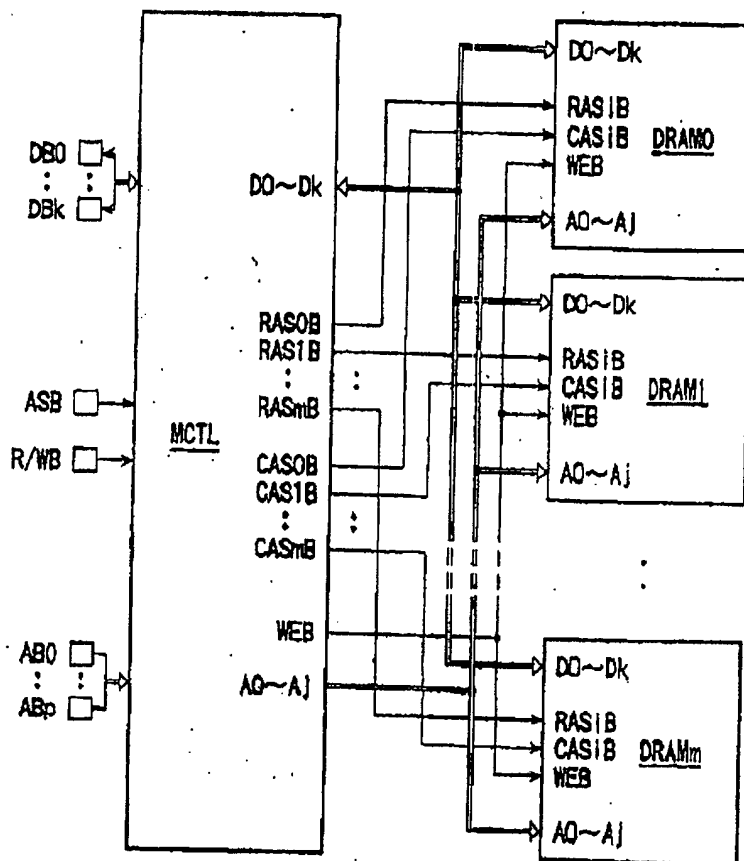 DB0
:
DBk
ASB
R/WB
AB0
:
ABp
MCTL
D0~Dk
RAS0B
RAS1B
:
RASmB
CAS0B
CAS1B
:
CASmB
WEB
A0~Aj
D0~Dk
RASiB
CASiB
WEB
DRAM0
A0~Aj
D0~Dk
RASiB
CASiB
WEB
DRAM1
A0~Aj
:
D0~Dk
RASiB
CASiB
WEB
DRAMm
A0~Aj